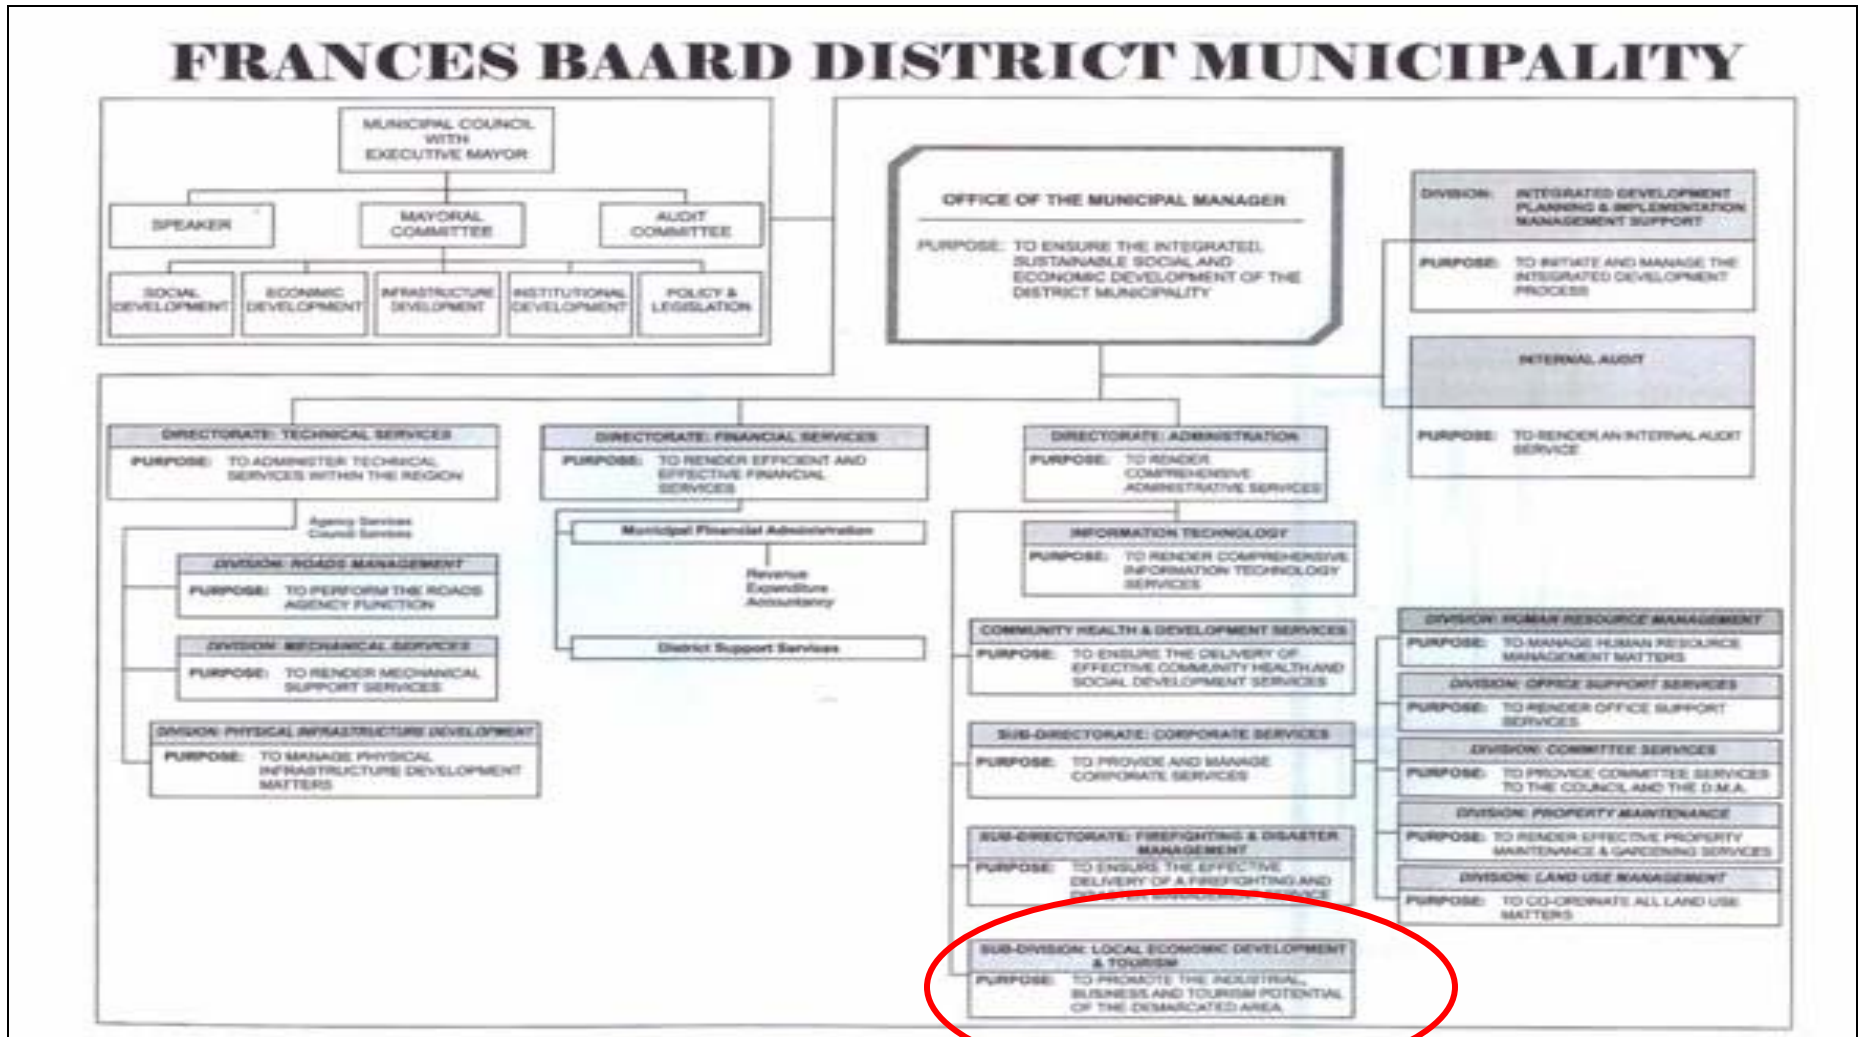 FRANCES BAARD DISTRICT MUNICIPALITY
MUNICIPAL COUNCIL
WITH
EXECUTIVE MAYOR
SPEAKER
MAYORAL
COMMITTEE
AUDIT
COMMITTEE
SOCIAL
DEVELOPMENT
ECONIMIC
DEVELOPMENT
INFRASTRUCTURE
DEVELOPMENT
INSTITUTIONAL
DEVELOPMENT
POLICY &
LEGISLATION
OFFICE OF THE MUNICIPAL MANAGER
PURPOSE: TO ENSURE THE INTEGRATED,
SUSTAINABLE SOCIAL AND
ECONOMIC DEVELOPMENT OF THE
DISTRICT MUNICIPALITY
DIVISION: INTEGRATED DEVELOPMENT
PLANNING & IMPLEMENTATION
MANAGEMENT SUPPORT
PURPOSE: TO INITIATE AND MANAGE THE
INTEGRATED DEVELOPMENT
PROCESS
INTERNAL AUDIT
PURPOSE: TO RENDER AN INTERNAL AUDIT
SERVICE
DIRECTORATE: TECHNICAL SERVICES
PURPOSE: TO ADMINISTER TECHNICAL
SERVICES WITHIN THE REGION
Agency Services
Council Services
DIVISION: ROADS MANAGEMENT
PURPOSE: TO PERFORM THE ROADS
AGENCY FUNCTION
DIVISION: MECHANICAL SERVICES
PURPOSE: TO RENDER MECHANICAL
SUPPORT SERVICES
DIVISION: PHYSICAL INFRASTRUCTURE DEVELOPMENT
PURPOSE: TO MANAGE PHYSICAL
INFRASTRUCTURE DEVELOPMENT
MATTERS
DIRECTORATE: FINANCIAL SERVICES
PURPOSE: TO RENDER EFFICIENT AND
EFFECTIVE FINANCIAL
SERVICES
Municipal Financial Administration
Revenue
Expenditure
Accountancy
District Support Services
DIRECTORATE: ADMINISTRATION
PURPOSE: TO RENDER
COMPREHENSIVE
ADMINISTRATIVE SERVICES
INFORMATION TECHNOLOGY
PURPOSE: TO RENDER COMPREHENSIVE
INFORMATION TECHNOLOGY
SERVICES
COMMUNITY HEALTH & DEVELOPMENT SERVICES
PURPOSE: TO ENSURE THE DELIVERY OF
EFFECTIVE COMMUNITY HEALTH AND
SOCIAL DEVELOPMENT SERVICES
SUB-DIRECTORATE: CORPORATE SERVICES
PURPOSE: TO PROVIDE AND MANAGE
CORPORATE SERVICES
SUB-DIRECTORATE: FIREFIGHTING & DISASTER
MANAGEMENT
PURPOSE: TO ENSURE THE EFFECTIVE
DELIVERY OF A FIREFIGHTING AND
DISASTER MANAGEMENT SERVICE
SUB-DIVISION: LOCAL ECONOMIC DEVELOPMENT
& TOURISM
PURPOSE: TO PROMOTE THE INDUSTRIAL,
BUSINESS AND TOURISM POTENTIAL
OF THE DEMARCATED AREA
DIVISION: HUMAN RESOURCE MANAGEMENT
PURPOSE: TO MANAGE HUMAN RESOURCE
MANAGEMENT MATTERS
DIVISION: OFFICE SUPPORT SERVICES
PURPOSE: TO RENDER OFFICE SUPPORT
SERVICES
DIVISION: COMMITTEE SERVICES
PURPOSE: TO PROVIDE COMMITTEE SERVICES
TO THE COUNCIL AND THE D.M.A.
DIVISION: PROPERTY MAINTENANCE
PURPOSE: TO RENDER EFFECTIVE PROPERTY
MAINTENANCE & GARDENING SERVICES
DIVISION: LAND USE MANAGEMENT
PURPOSE: TO CO-ORDINATE ALL LAND USE
MATTERS